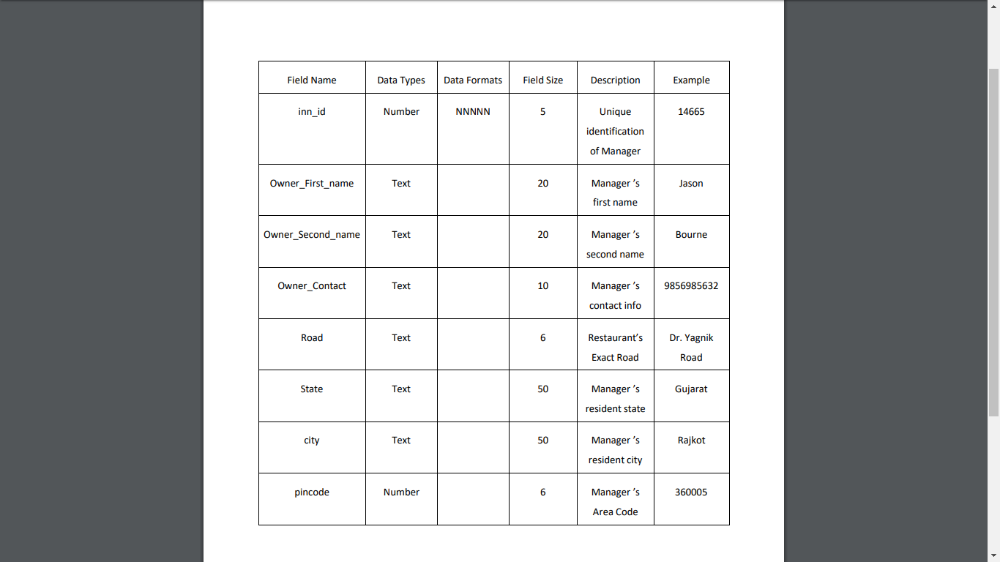 Field Name Data Types Data Formats Field Size Description Example
inn_id Number NNNNN 5 Unique 14665
identification
of Manager
Owner_First_name Text 20 Manager ’s Jason
first name
Owner_Second_name Text 20 Manager ’s Bourne
second name
Owner_Contact Text 10 Manager ’s 9856985632
contact info
Road Text 6 Restaurant’s Dr. Yagnik
Exact Road Road
State Text 50 Manager ’s Gujarat
resident state
city Text 50 Manager ’s Rajkot
resident city
pincode Number 6 Manager ’s 360005
Area Code